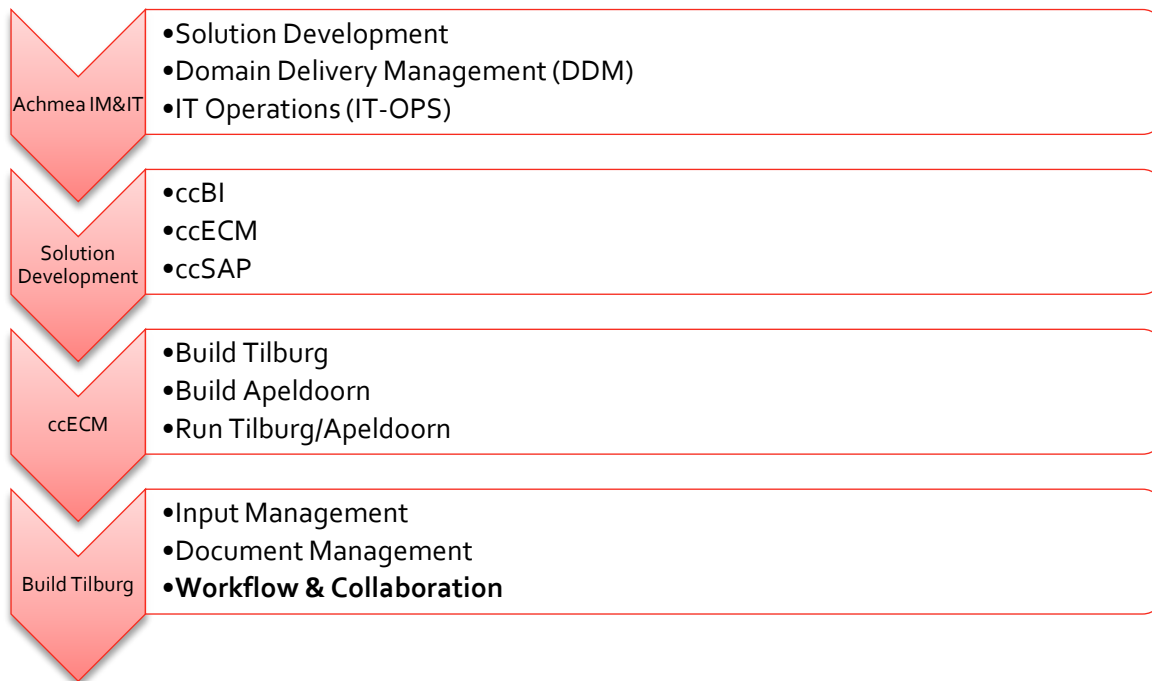 Achmea IM&IT
•Solution Development
•Domain Delivery Management (DDM)
•IT Operations (IT-OPS)
Solution
Development
•ccBI
•ccECM
•ccSAP
ccECM
•Build Tilburg
•Build Apeldoorn
•Run Tilburg/Apeldoorn
Build Tilburg
•Input Management
•Document Management
•Workflow & Collaboration